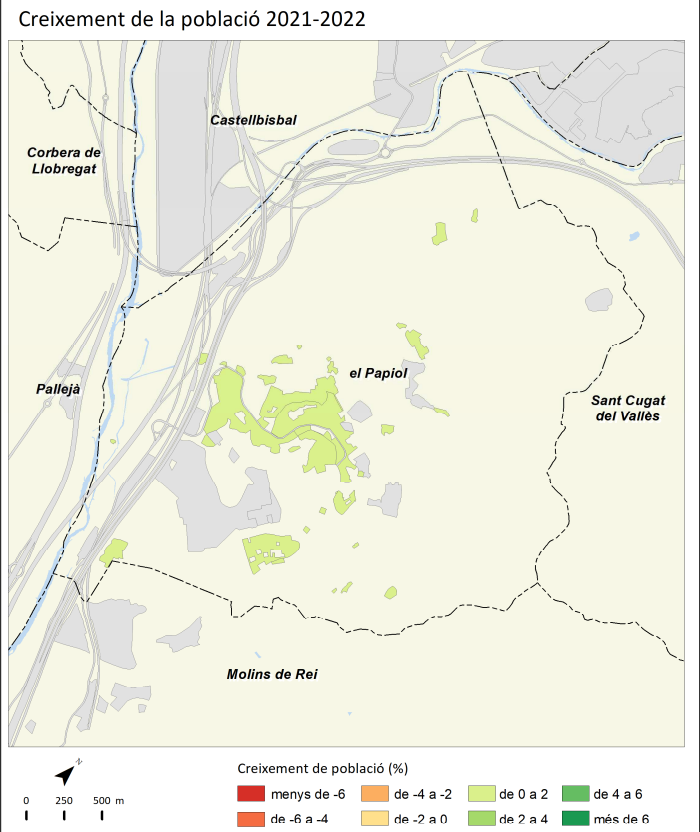 Creixement de la població 2021-2022
Castellbisbal
Corbera de
Llobregat
el Papiol
Pallejà
Sant Cugat
del Vallès
Molins de Rei
N
0 250 500 m
Creixement de població (%)
menys de -6
de -4 a -2
de 0 a 2
de 4 a 6
de -6 a -4
de -2 a 0
de 2 a 4
més de 6